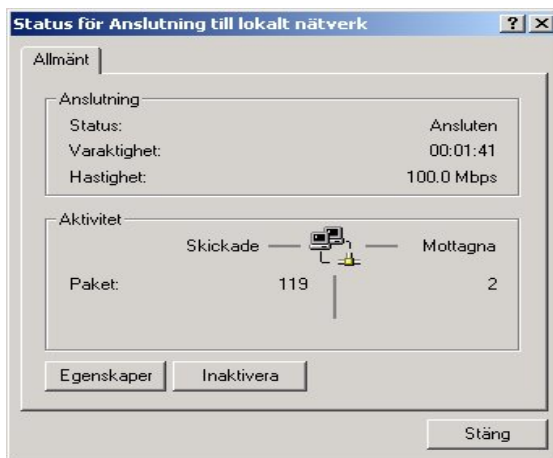 Status för Anslutning till lokalt nätverk
Allmänt
Anslutning
Status: Ansluten
Varaktighet: 00:01:41
Hastighet: 100.0 Mbps
Aktivitet
Skickade Mottagna
Paket: 119 2
Egenskaper Inaktivera
Stäng